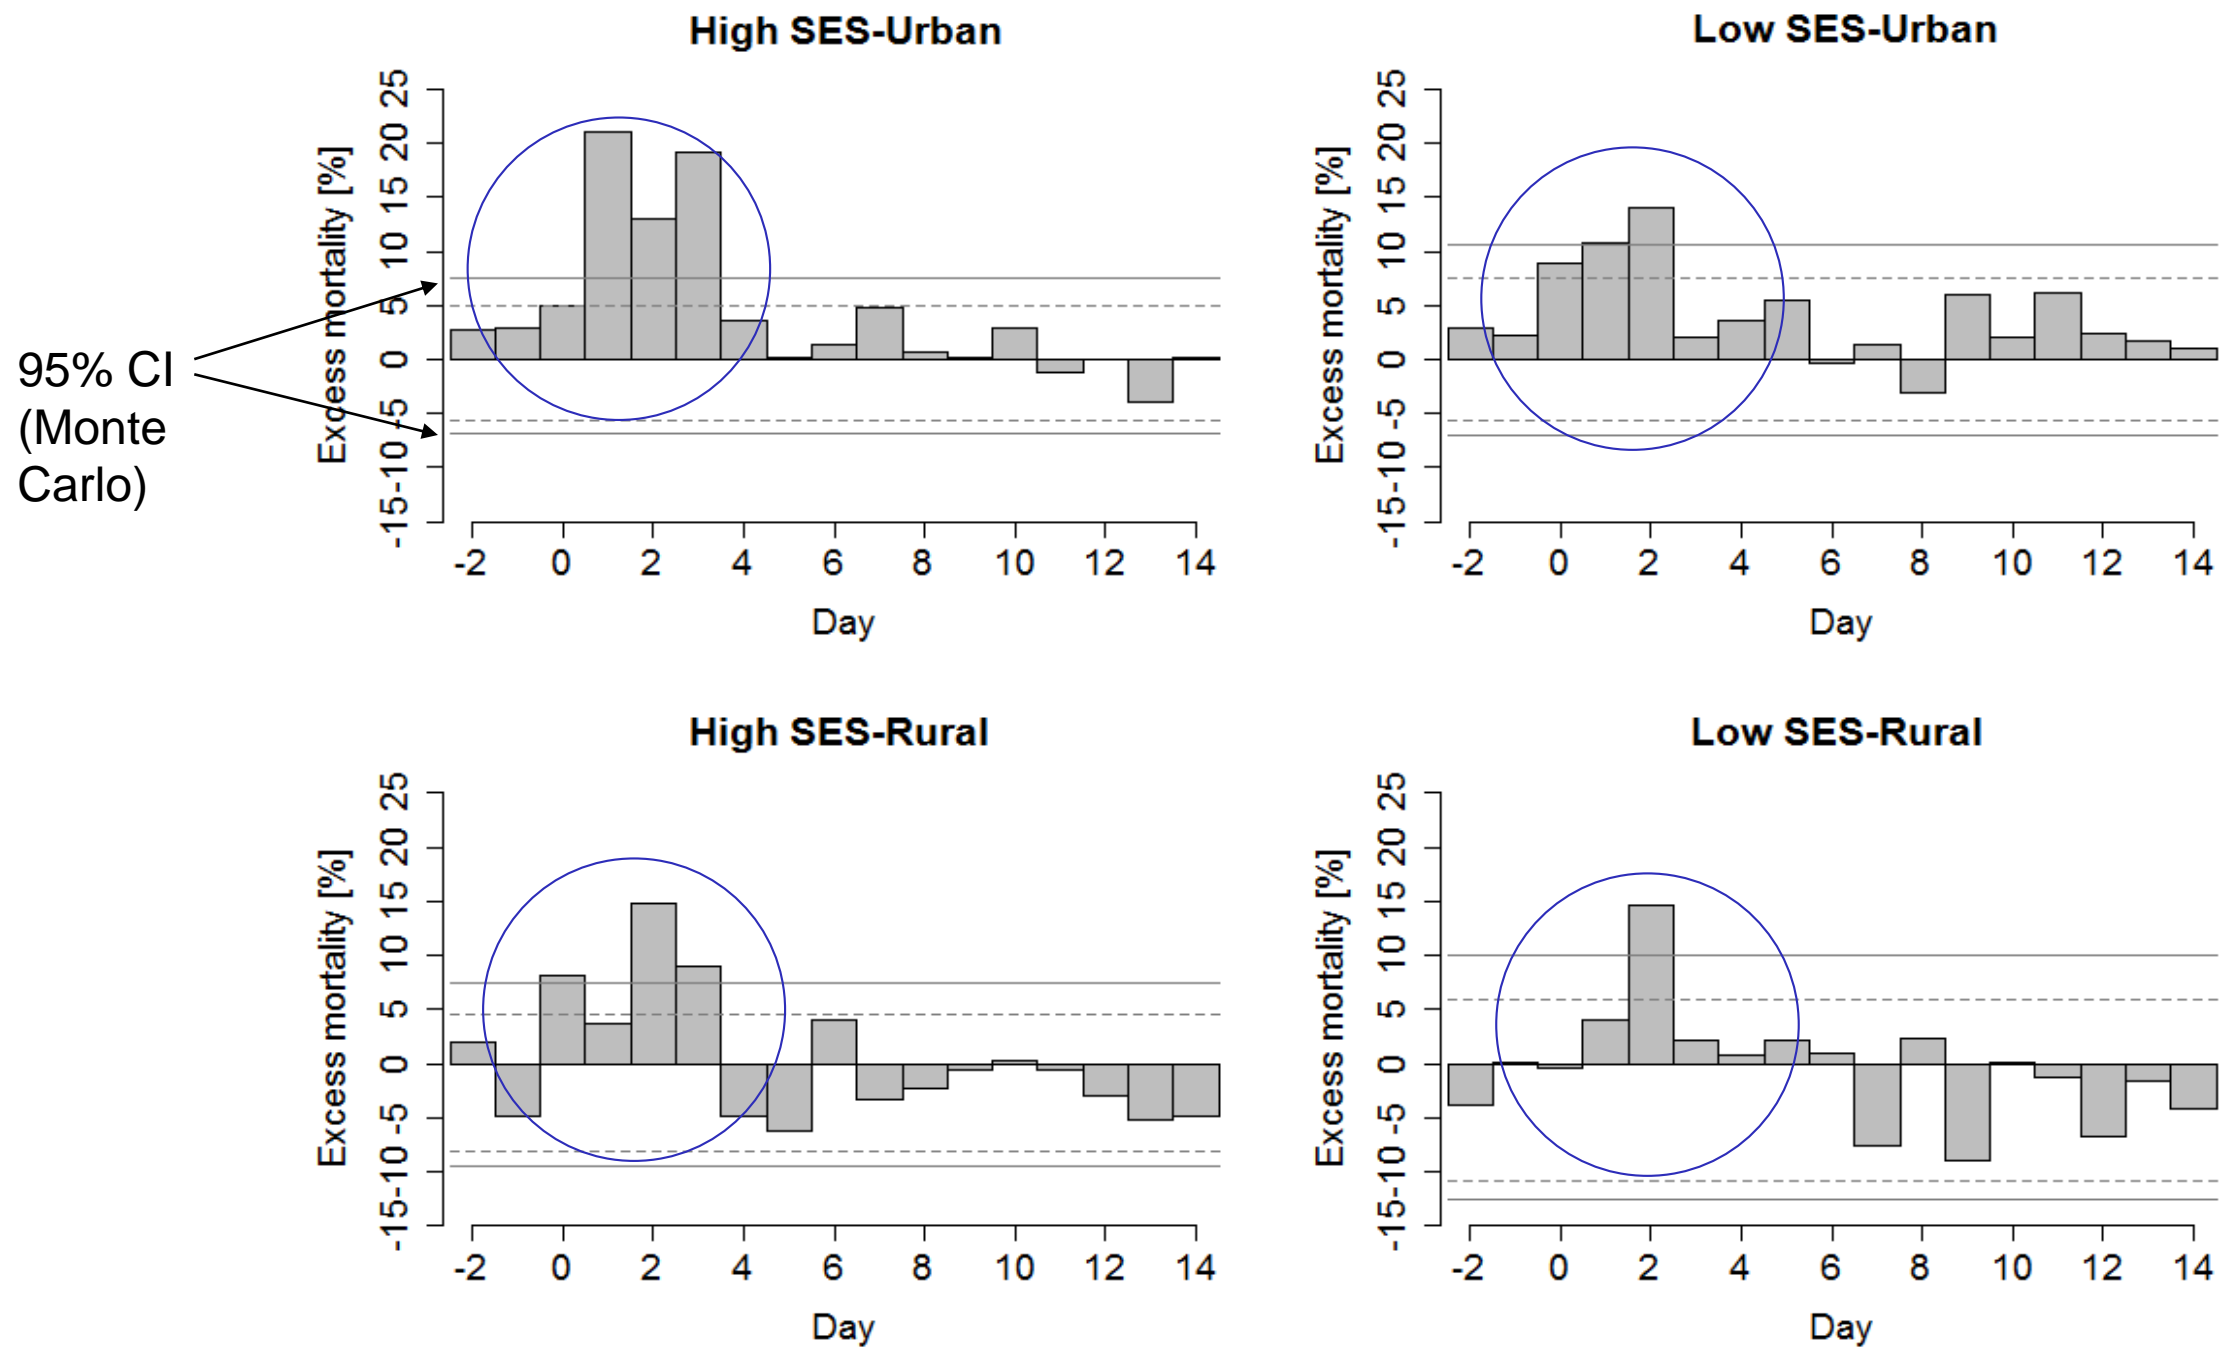 High SES-Urban
Excess mortality [%]
25
20
15
10
5
0
-5
-10
-15
-2 0 2 4 6 8 10 12 14
Day
95% CI
(Monte
Carlo)
Low SES-Urban
Excess mortality [%]
25
20
15
10
5
0
-5
-10
-15
-2 0 2 4 6 8 10 12 14
Day
High SES-Rural
Excess mortality [%]
25
20
15
10
5
0
-5
-10
-15
-2 0 2 4 6 8 10 12 14
Day
Low SES-Rural
Excess mortality [%]
25
20
15
10
5
0
-5
-10
-15
-2 0 2 4 6 8 10 12 14
Day